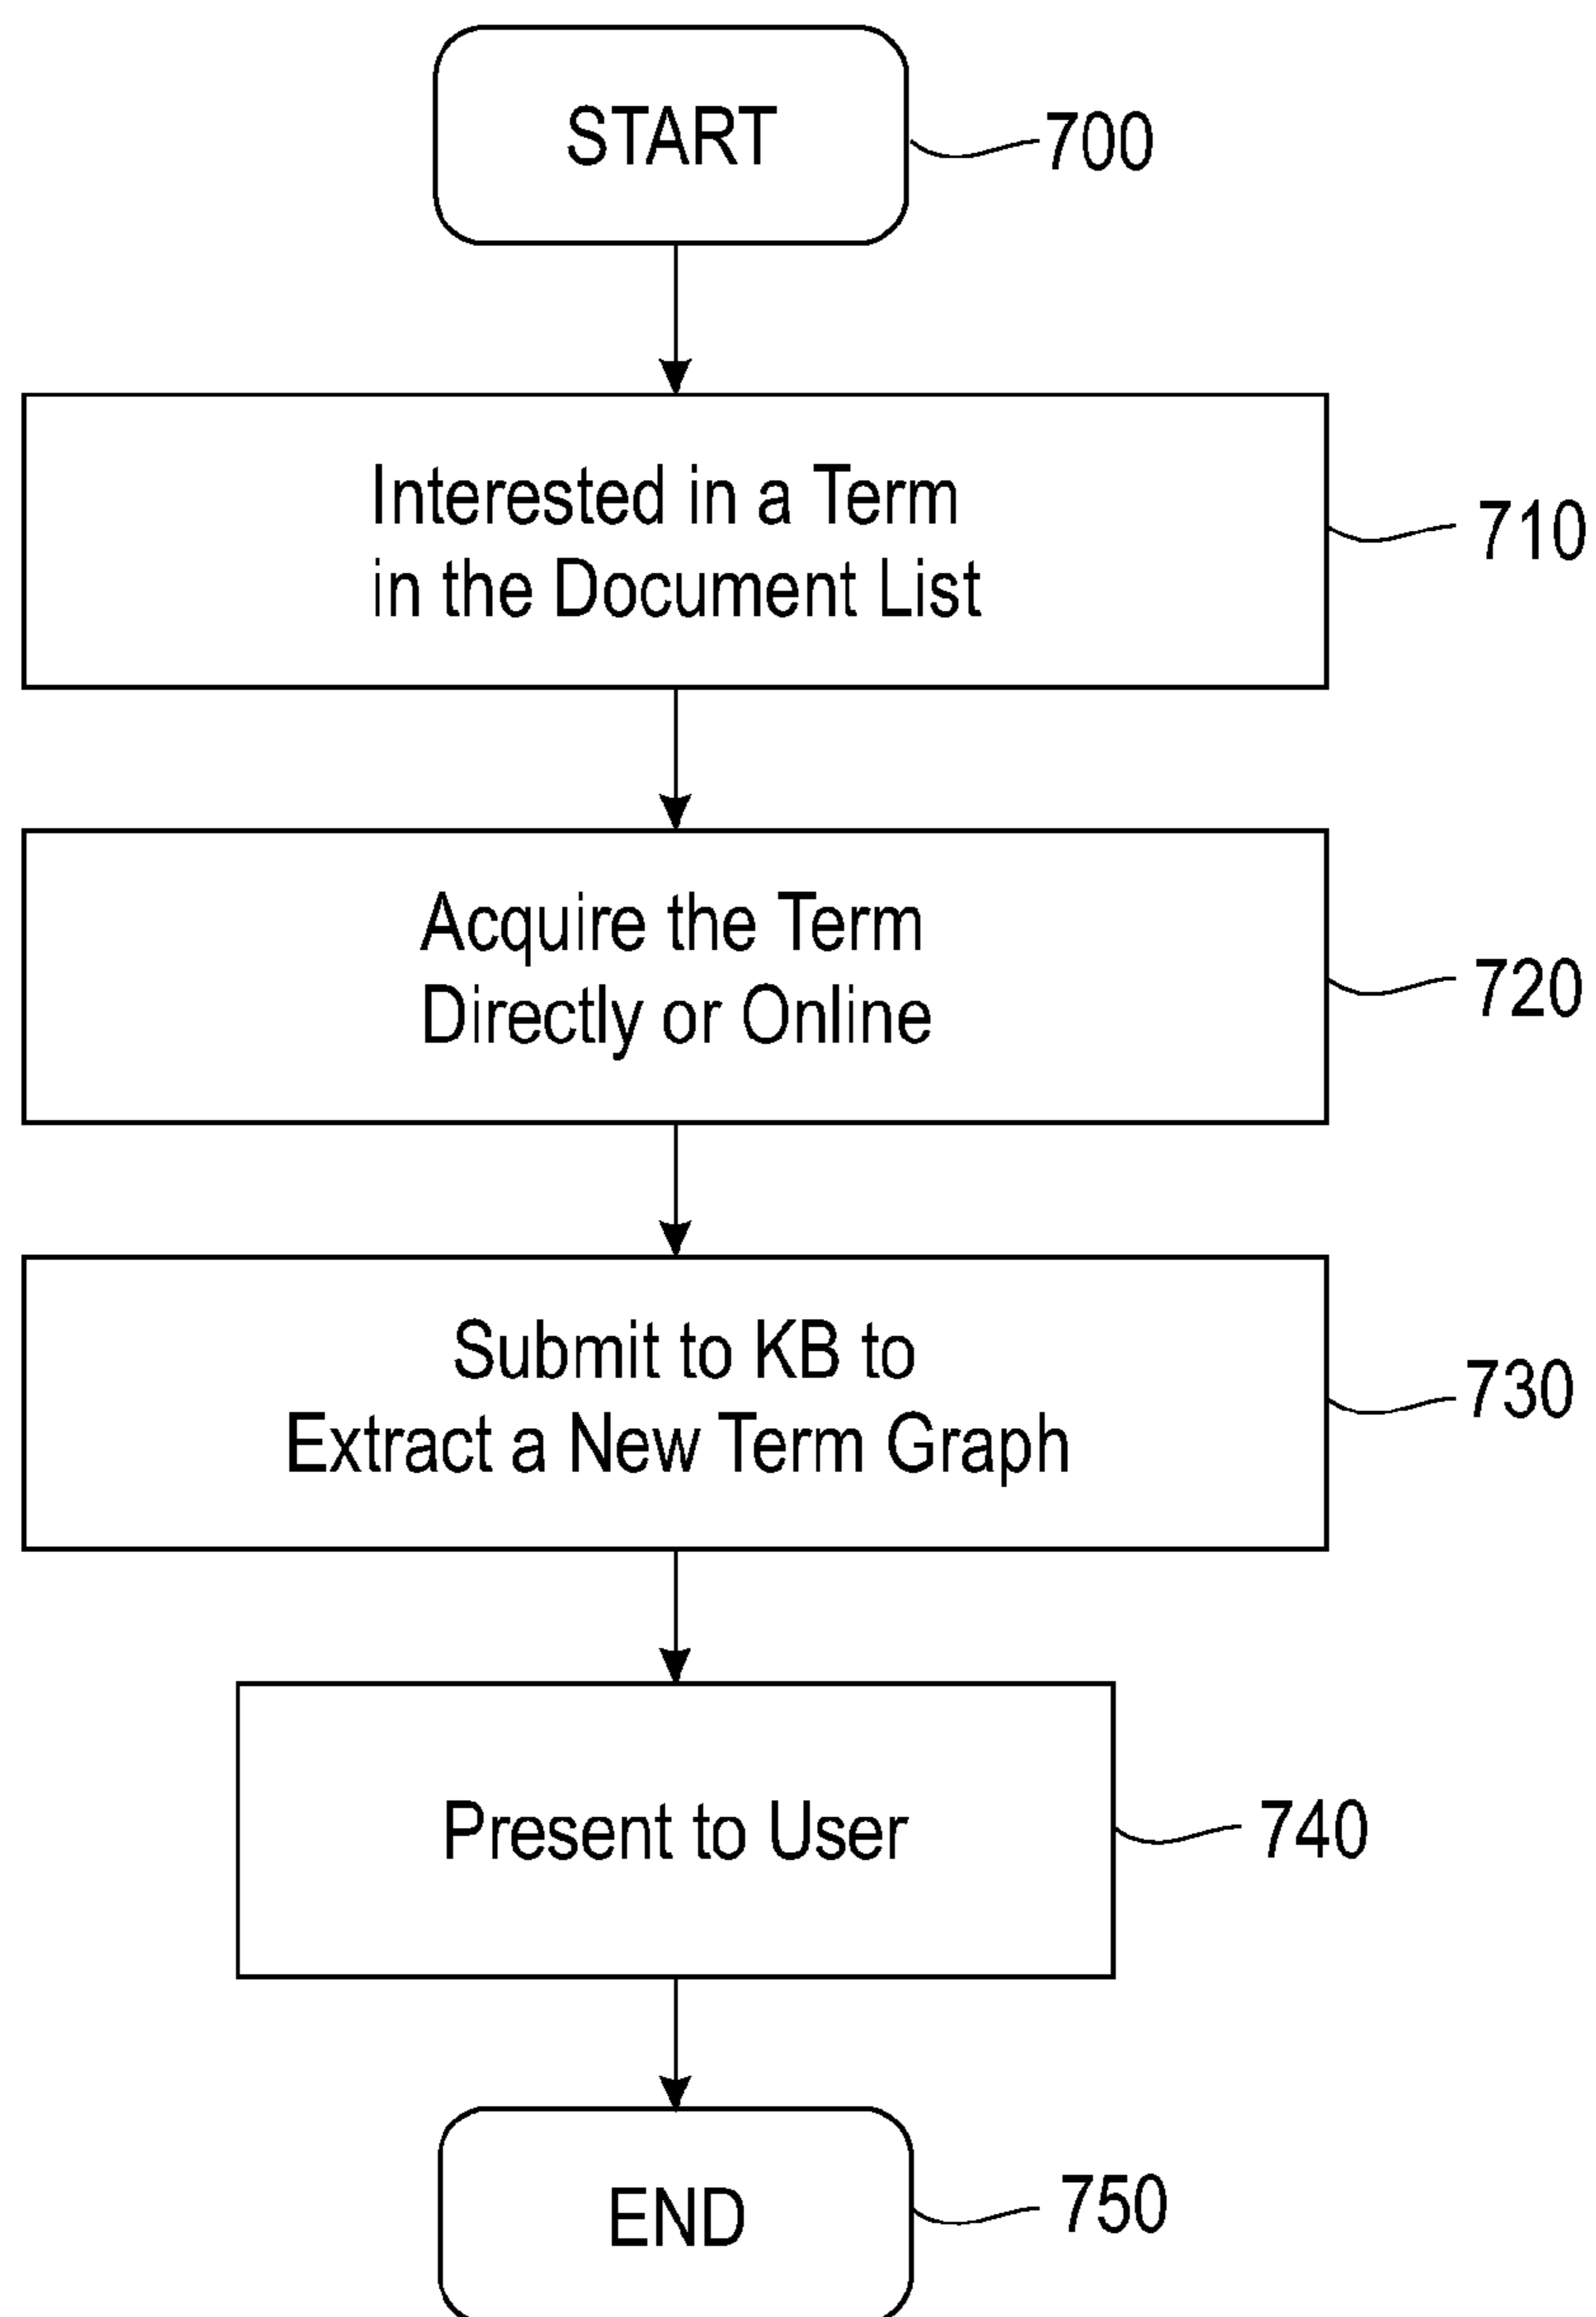 START
700
Interested in a Term
in the Document List
710
Acquire the Term
Directly or Online
720
Submit to KB to
Extract a New Term Graph
730
Present to User
740
END
750